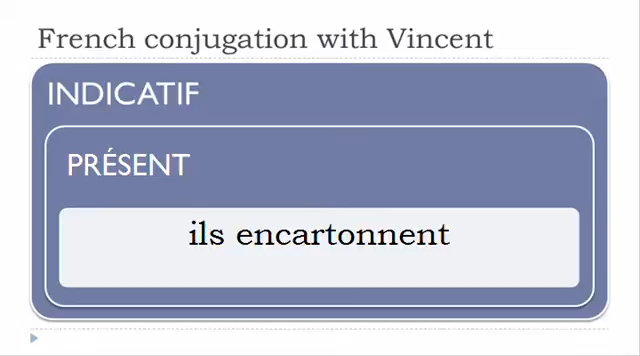 French conjugation with Vincent
INDICATIF
PRÉSENT
ils encartonnent